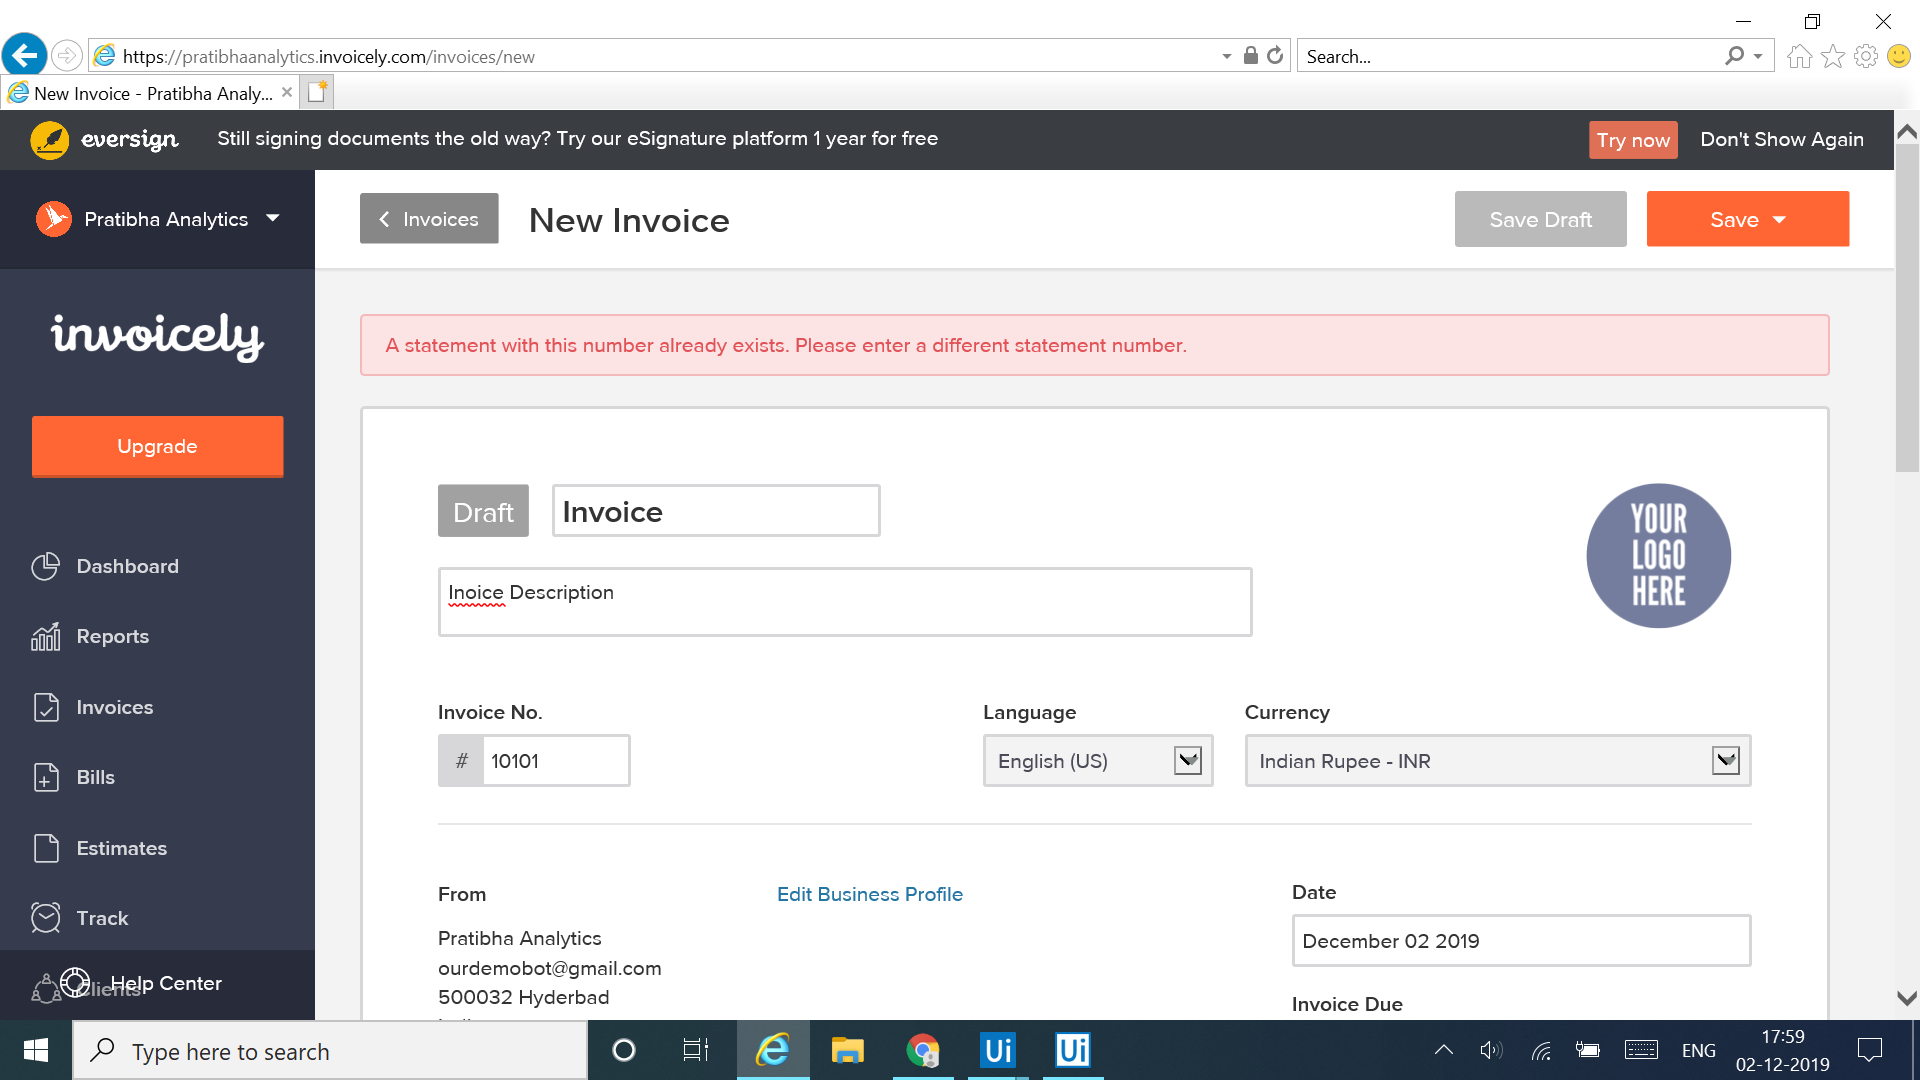 https://pratibhaanalytics.invoicely.com/invoices/new
Search...
New Invoice - Pratibha Analy...
eversign
Still signing documents the old way? Try our eSignature platform 1 year for free
Try now
Don't Show Again
Pratibha Analytics
Invoices
New Invoice
Save Draft
Save
invoicely
A statement with this number already exists. Please enter a different statement number.
Upgrade
Draft
Invoice
YOUR
LOGO
HERE
Inoice Description
Dashboard
Reports
Invoices
Bills
Estimates
Track
Clients
Help Center
Invoice No.
Language
Currency
# 10101
English (US)
Indian Rupee - INR
From
Edit Business Profile
Date
Pratibha Analytics
ourdemobot@gmail.com
500032 Hyderbad
December 02 2019
Invoice Due
Type here to search
Ui
Ui
ENG
17:59
02-12-2019